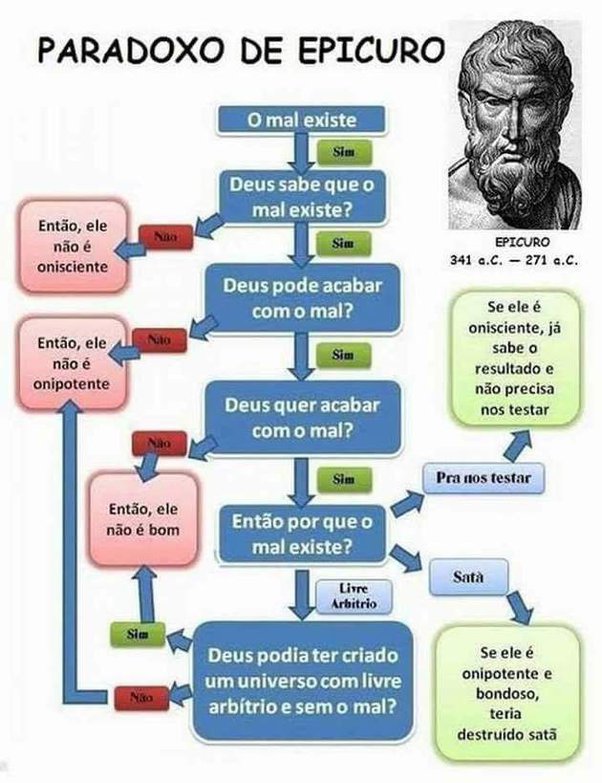 PARADOXO DE EPICURO
O mal existe
Sim
Deus sabe que o
mal existe?
Não
Então, ele
não é
onisciente
Sim
EPICURO
341 a.C. — 271 a.C.
Deus pode acabar
com o mal?
Não
Então, ele
não é
onipotente
Sim
Se ele é
onisciente, já
sabe o
resultado e
não precisa
nos testar
Deus quer acabar
com o mal?
Não
Então, ele
não é bom
Sim
Pra nos testar
Então por que o
mal existe?
Livre
Arbítrio
Satã
Sim
Deus podia ter criado
um universo com livre
arbítrio e sem o mal?
Não
Se ele é
onipotente e
bondoso,
teria
destruído satã